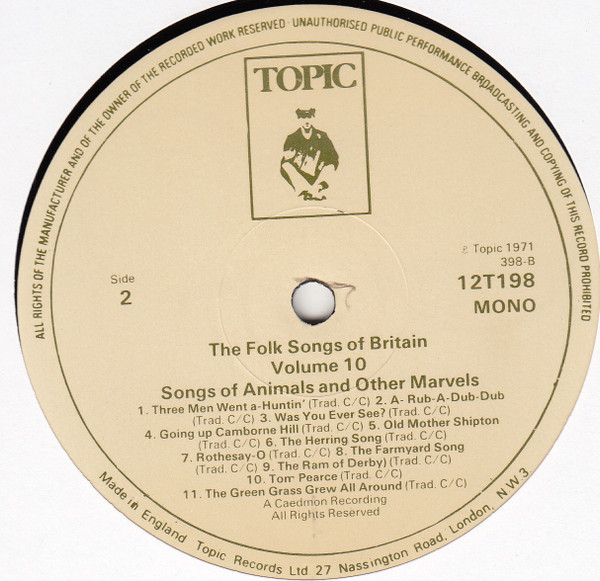 ALL RIGHTS OF THE MANUFACTURER AND OF THE OWNER OF THE RECORDED WORK RESERVED · UNAUTHORISED PUBLIC PERFORMANCE BROADCASTING AND COPYING OF THIS RECORD PROHIBITED
TOPIC
℗ Topic 1971
398-B
Side
2
12T198
MONO
The Folk Songs of Britain
Volume 10
Songs of Animals and Other Marvels
1. Three Men Went a-Huntin' (Trad. C/C) 2. A- Rub-A-Dub-Dub
(Trad. C/C) 3. Was You Ever See? (Trad. C/C)
4. Going up Camborne Hill (Trad. C/C) 5. Old Mother Shipton
(Trad. C/C) 6. The Herring Song (Trad. C/C)
7. Rothesay-O (Trad. C/C) 8. The Farmyard Song
(Trad. C/C) 9. The Ram of Derby) (Trad. C/C)
10. Tom Pearce (Trad. C/C)
11. The Green Grass Grew All Around (Trad. C/C)
A Caedmon Recording
All Rights Reserved
Made in England Topic Records Ltd 27 Nassington Road, London, N.W.3